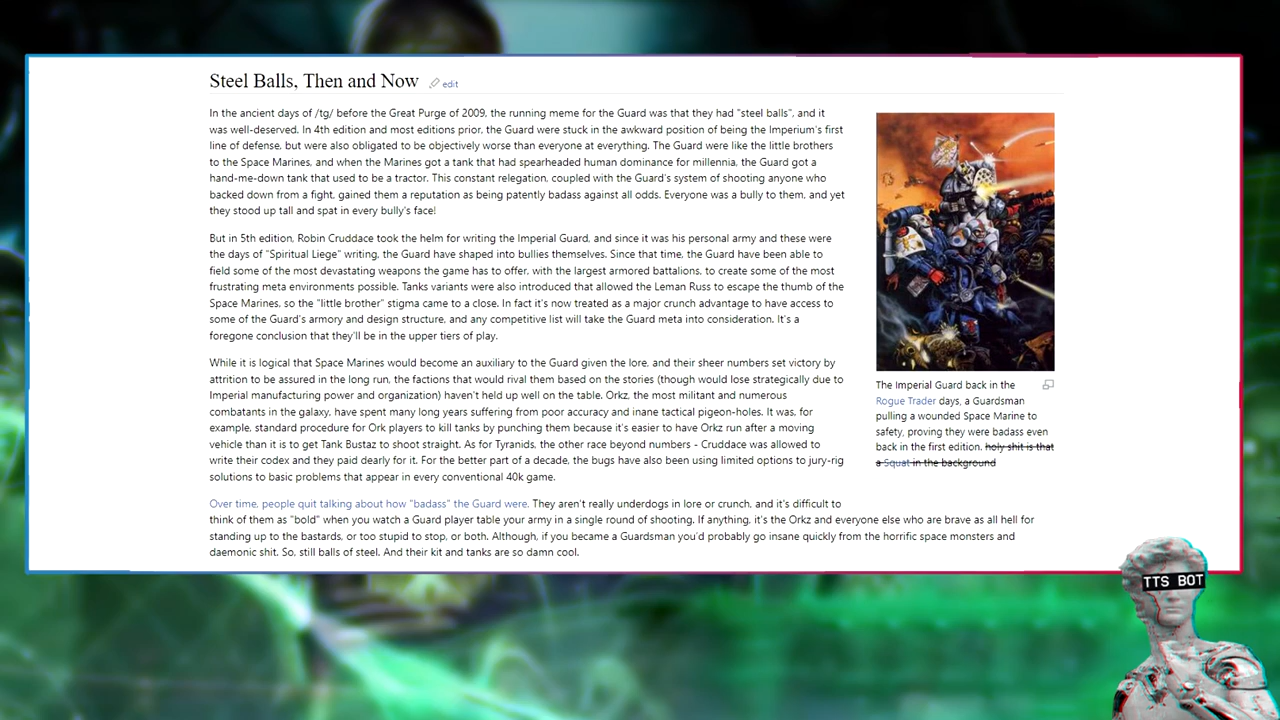 Steel Balls, Then and Now edit
In the ancient days of /tg/ before the Great Purge of 2009, the running meme for the Guard was that they had "steel balls", and it
was well-deserved. In 4th edition and most editions prior, the Guard were stuck in the awkward position of being the Imperium's first
line of defense, but were also obligated to be objectively worse than everyone at everything. The Guard were like the little brothers
to the Space Marines, and when the Marines got a tank that had spearheaded human dominance for millennia, the Guard got a
hand-me-down tank that used to be a tractor. This constant relegation, coupled with the Guard's system of shooting anyone who
backed down from a fight, gained them a reputation as being patently badass against all odds. Everyone was a bully to them, and yet
they stood up tall and spat in every bully's face!
But in 5th edition, Robin Cruddace took the helm for writing the Imperial Guard, and since it was his personal army and these were
the days of "Spiritual Liege" writing, the Guard have shaped into bullies themselves. Since that time, the Guard have been able to
field some of the most devastating weapons the game has to offer, with the largest armored battalions, to create some of the most
frustrating meta environments possible. Tanks variants were also introduced that allowed the Leman Russ to escape the thumb of the
Space Marines, so the "little brother" stigma came to a close. In fact it's now treated as a major crunch advantage to have access to
some of the Guard's armory and design structure, and any competitive list will take the Guard meta into consideration. It's a
foregone conclusion that they'll be in the upper tiers of play.
While it is logical that Space Marines would become an auxiliary to the Guard given the lore, and their sheer numbers set victory by
attrition to be assured in the long run, the factions that would rival them based on the stories (though would lose strategically due to
Imperial manufacturing power and organization) haven't held up well on the table. Orkz, the most militant and numerous
combatants in the galaxy, have spent many long years suffering from poor accuracy and inane tactical pigeon-holes. It was, for
example, standard procedure for Ork players to kill tanks by punching them because it's easier to have Orkz run after a moving
vehicle than it is to get Tank Bustaz to shoot straight. As for Tyranids, the other race beyond numbers - Cruddace was allowed to
write their codex and they paid dearly for it. For the better part of a decade, the bugs have also been using limited options to jury-rig
solutions to basic problems that appear in every conventional 40k game.
Over time, people quit talking about how "badass" the Guard were. They aren't really underdogs in lore or crunch, and it's difficult to
think of them as "bold" when you watch a Guard player table your army in a single round of shooting. If anything, it's the Orkz and everyone else who are brave as all hell for
standing up to the bastards, or too stupid to stop, or both. Although, if you became a Guardsman you'd probably go insane quickly from the horrific space monsters and
daemonic shit. So, still balls of steel. And their kit and tanks are so damn cool.
The Imperial Guard back in the
Rogue Trader days, a Guardsman
pulling a wounded Space Marine to
safety, proving they were badass even
back in the first edition. holy shit is that
a Squat in the background
TTS BOT